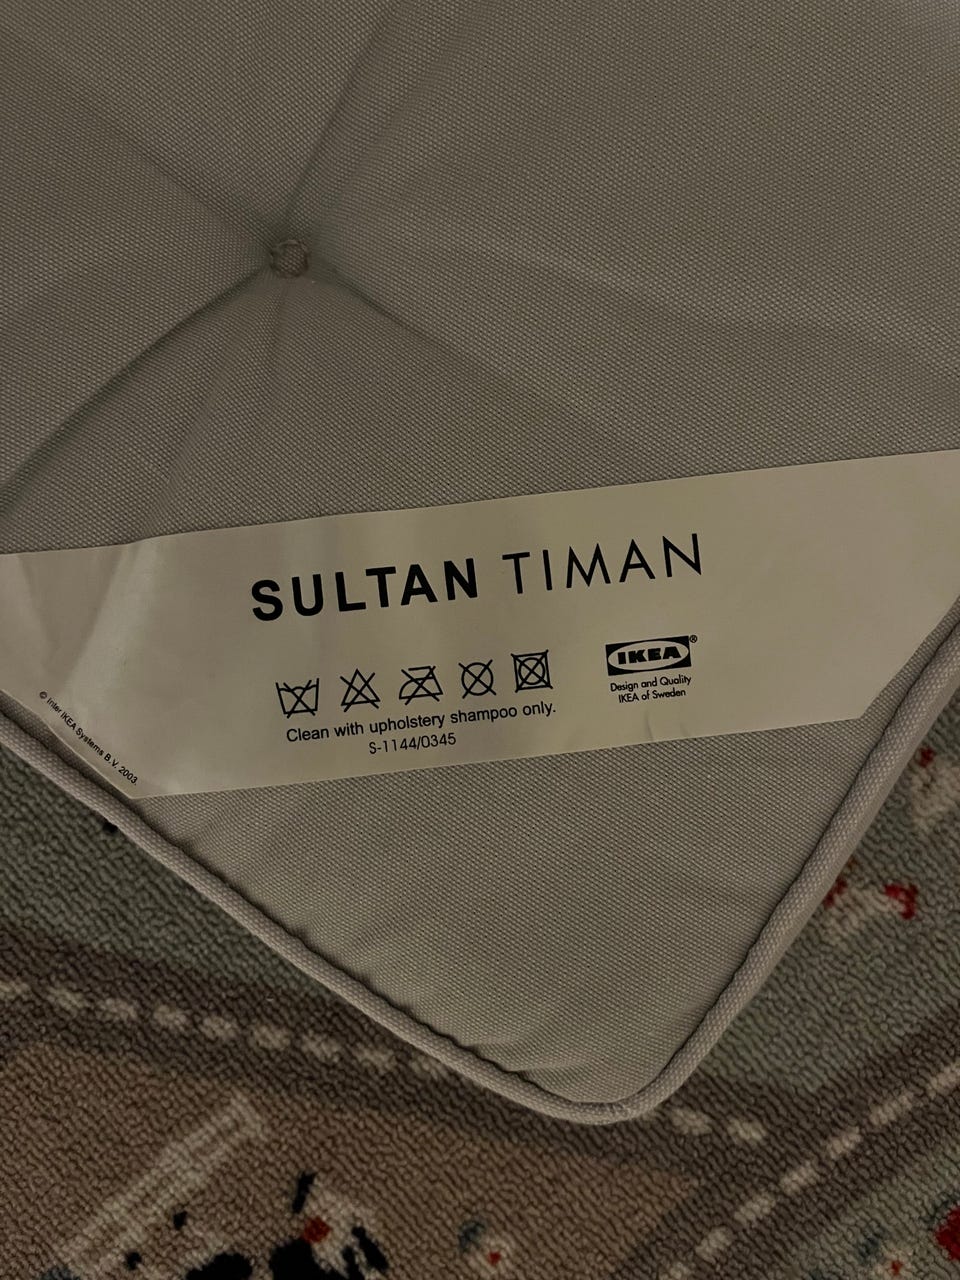 SULTAN TIMAN
IKEA®
Design and Quality
IKEA of Sweden
Clean with upholstery shampoo only.
S-1144/0345
© Inter IKEA Systems B.V. 2003.